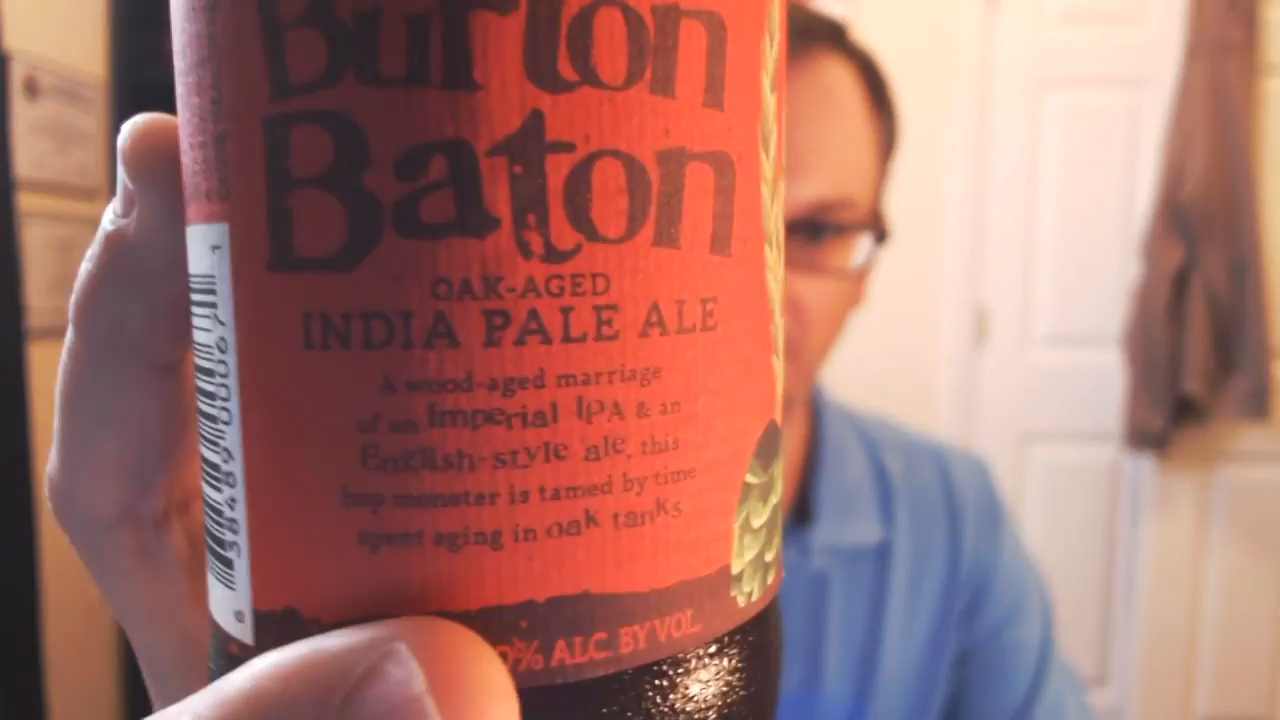 Burton
Baton
OAK-AGED
INDIA PALE ALE
A wood-aged marriage
of an Imperial IPA & an
English-style ale, this
hop monster is tamed by time
spent aging in oak tanks.
0% ALC. BY VOL.